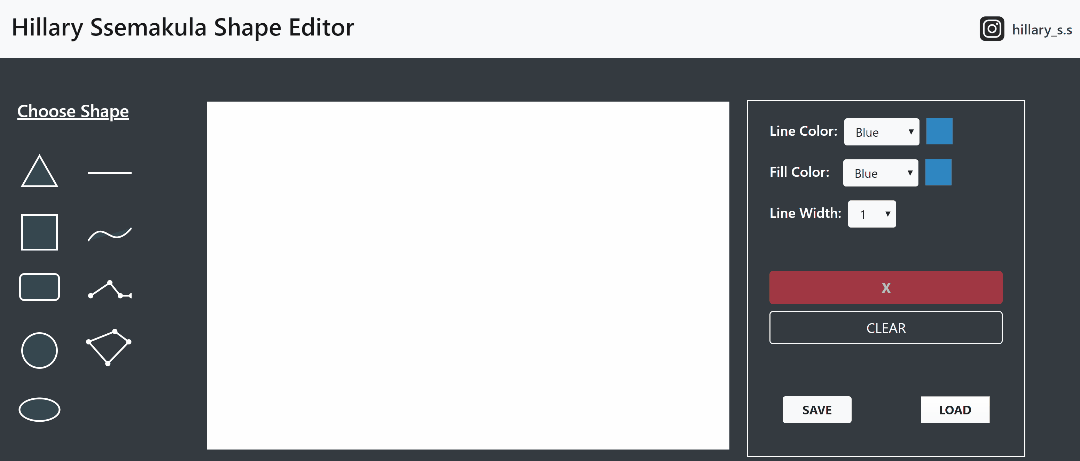 Hillary Ssemakula Shape Editor
hillary_s.s
Choose Shape
Line Color: Blue
Fill Color: Blue
Line Width: 1
X
CLEAR
SAVE LOAD